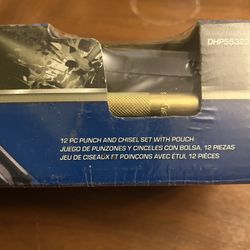 DHP55323
12 PC PUNCH AND CHISEL SET WITH POUCH
JUEGO DE PUNZONES Y CINCELES CON BOLSA, 12 PIEZAS
JEU DE CISEAUX ET POINÇONS AVEC ÉTUI, 12 PIÈCES